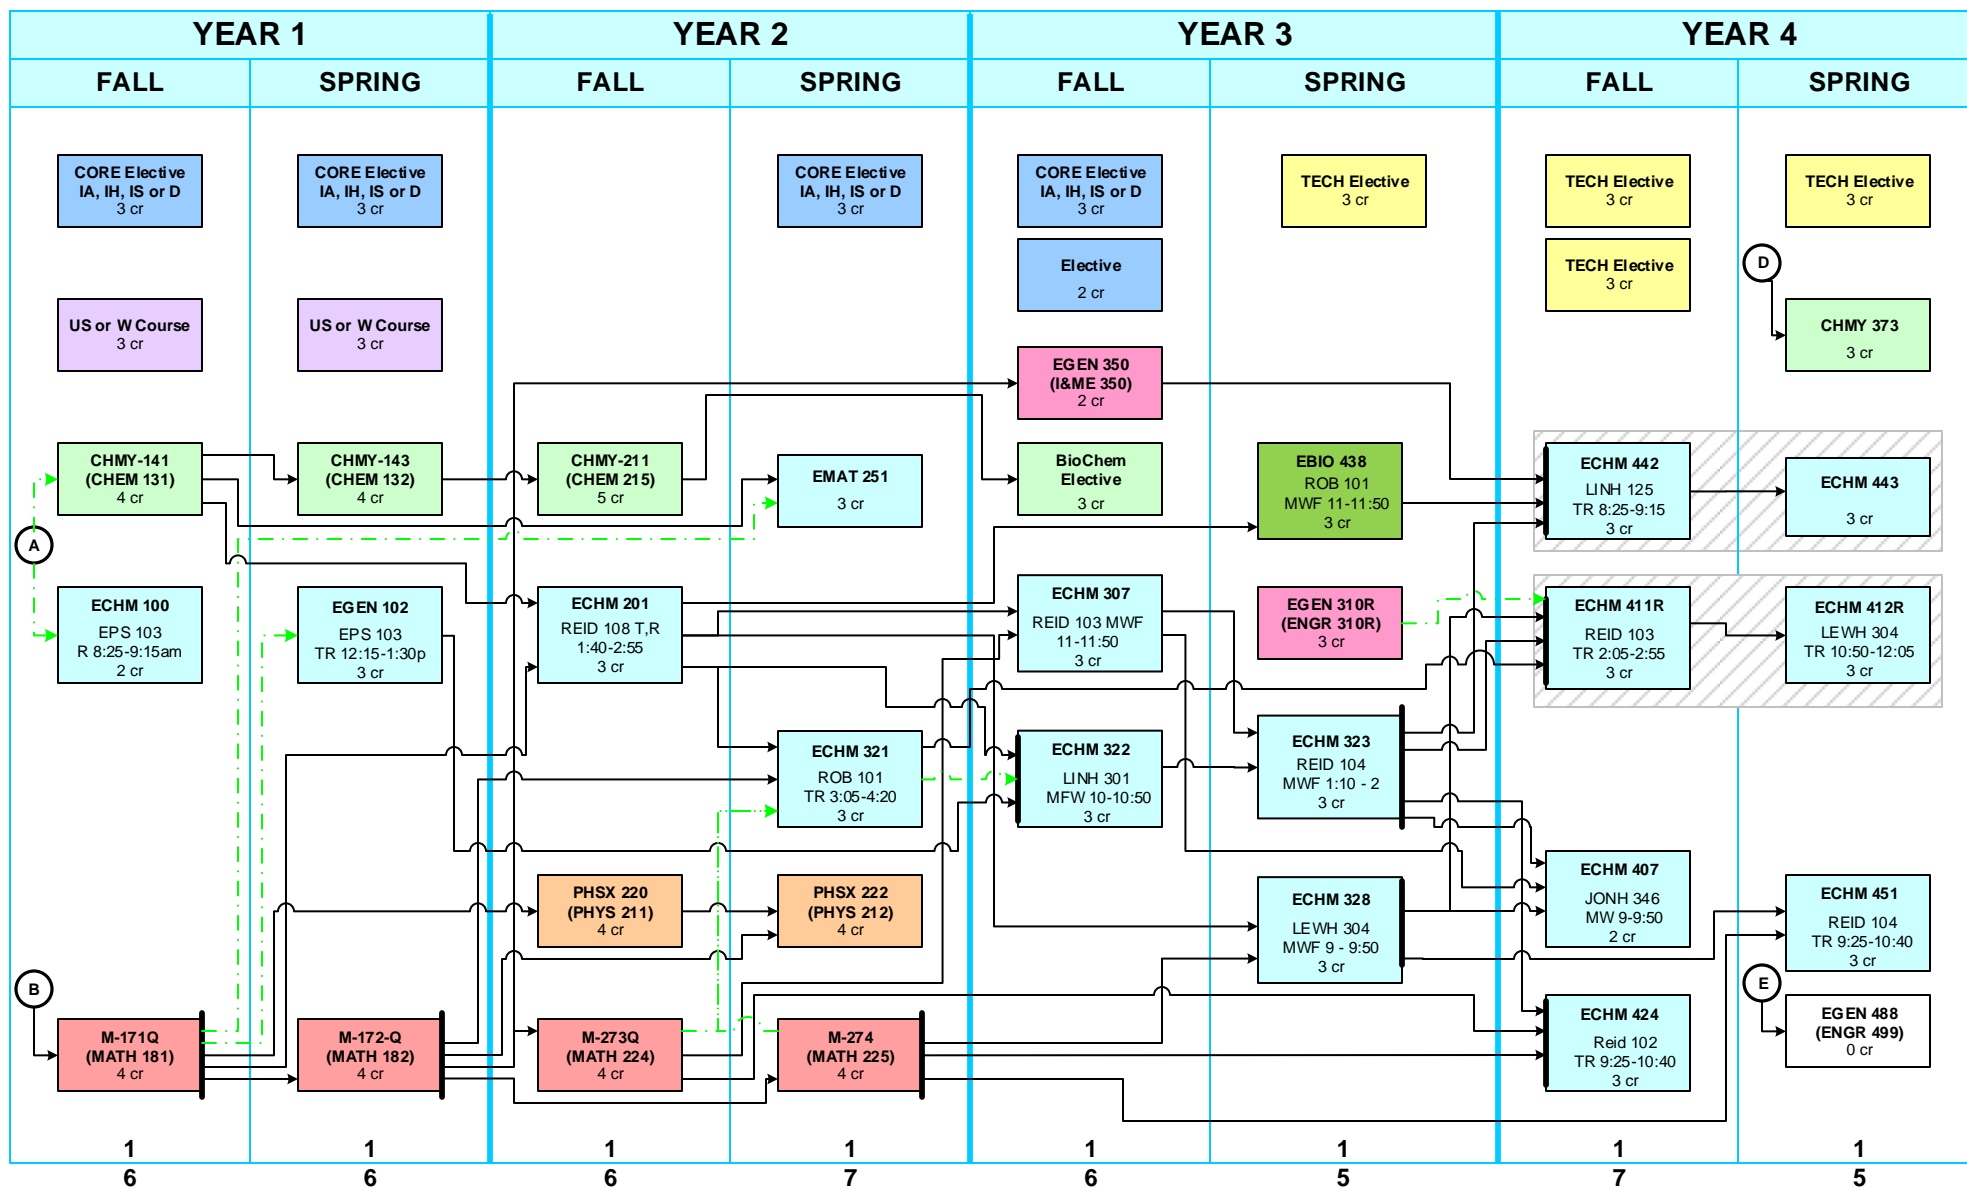 YEAR 1
YEAR 2
YEAR 3
YEAR 4
FALL
SPRING
FALL
SPRING
FALL
SPRING
FALL
SPRING
CORE Elective
IA, IH, IS or D
3 cr
US or W Course
3 cr
CHMY-141
(CHEM 131)
4 cr
A
ECHM 100
EPS 103
R 8:25-9:15am
2 cr
B
M-171Q
(MATH 181)
4 cr
1
6
CORE Elective
IA, IH, IS or D
3 cr
US or W Course
3 cr
CHMY-143
(CHEM 132)
4 cr
EGEN 102
EPS 103
TR 12:15-1:30p
3 cr
M-172-Q
(MATH 182)
4 cr
1
6
CHMY-211
(CHEM 215)
5 cr
ECHM 201
REID 108 T,R
1:40-2:55
3 cr
PHSX 220
(PHYS 211)
4 cr
M-273Q
(MATH 224)
4 cr
1
6
CORE Elective
IA, IH, IS or D
3 cr
EMAT 251
3 cr
ECHM 321
ROB 101
TR 3:05-4:20
3 cr
PHSX 222
(PHYS 212)
4 cr
M-274
(MATH 225)
4 cr
1
7
CORE Elective
IA, IH, IS or D
3 cr
Elective
2 cr
EGEN 350
(I&ME 350)
2 cr
BioChem
Elective
3 cr
ECHM 307
REID 103 MWF
11-11:50
3 cr
ECHM 322
LINH 301
MFW 10-10:50
3 cr
1
6
TECH Elective
3 cr
EBIO 438
ROB 101
MWF 11-11:50
3 cr
EGEN 310R
(ENGR 310R)
3 cr
ECHM 323
REID 104
MWF 1:10 - 2
3 cr
ECHM 328
LEWH 304
MWF 9 - 9:50
3 cr
1
5
TECH Elective
3 cr
TECH Elective
3 cr
ECHM 442
LINH 125
TR 8:25-9:15
3 cr
ECHM 411R
REID 103
TR 2:05-2:55
3 cr
ECHM 407
JONH 346
MW 9-9:50
2 cr
ECHM 424
Reid 102
TR 9:25-10:40
3 cr
1
7
TECH Elective
3 cr
D
CHMY 373
3 cr
ECHM 443
3 cr
ECHM 412R
LEWH 304
TR 10:50-12:05
3 cr
ECHM 451
REID 104
TR 9:25-10:40
3 cr
E
EGEN 488
(ENGR 499)
0 cr
1
5